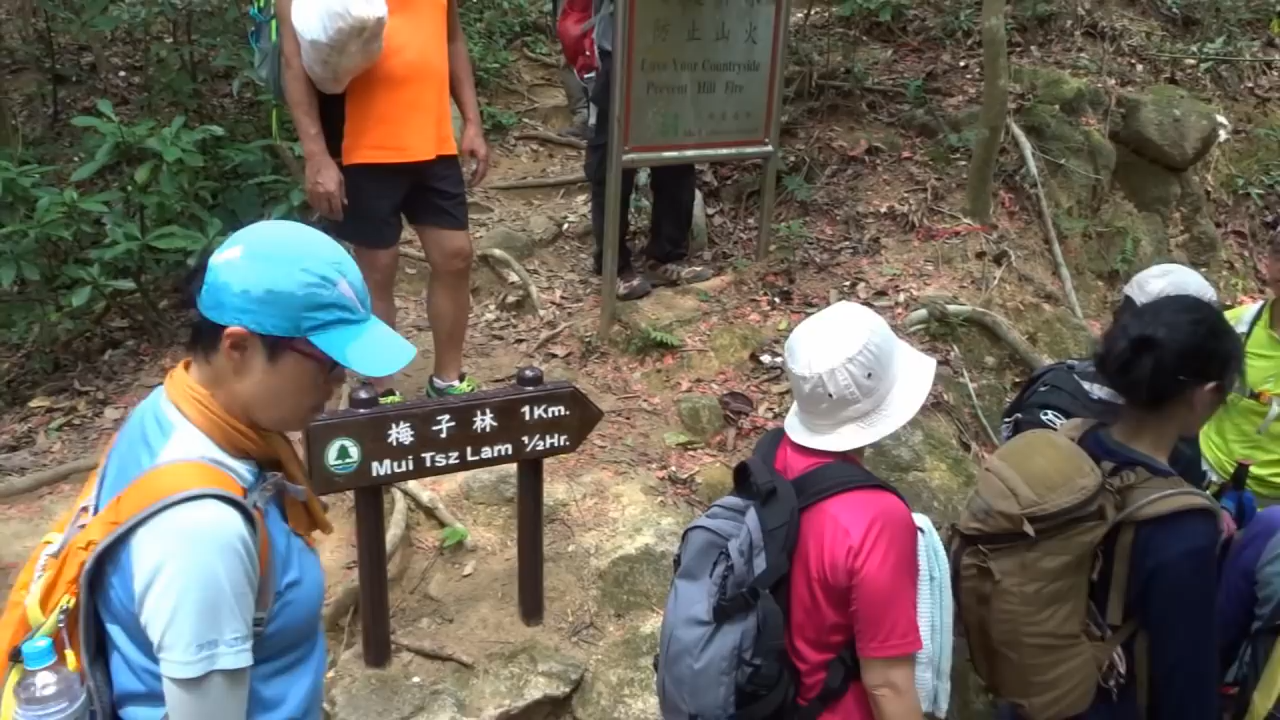 防止山火
Love Your Countryside
Prevent Hill Fire
梅子林 1Km.
Mui Tsz Lam ½Hr.